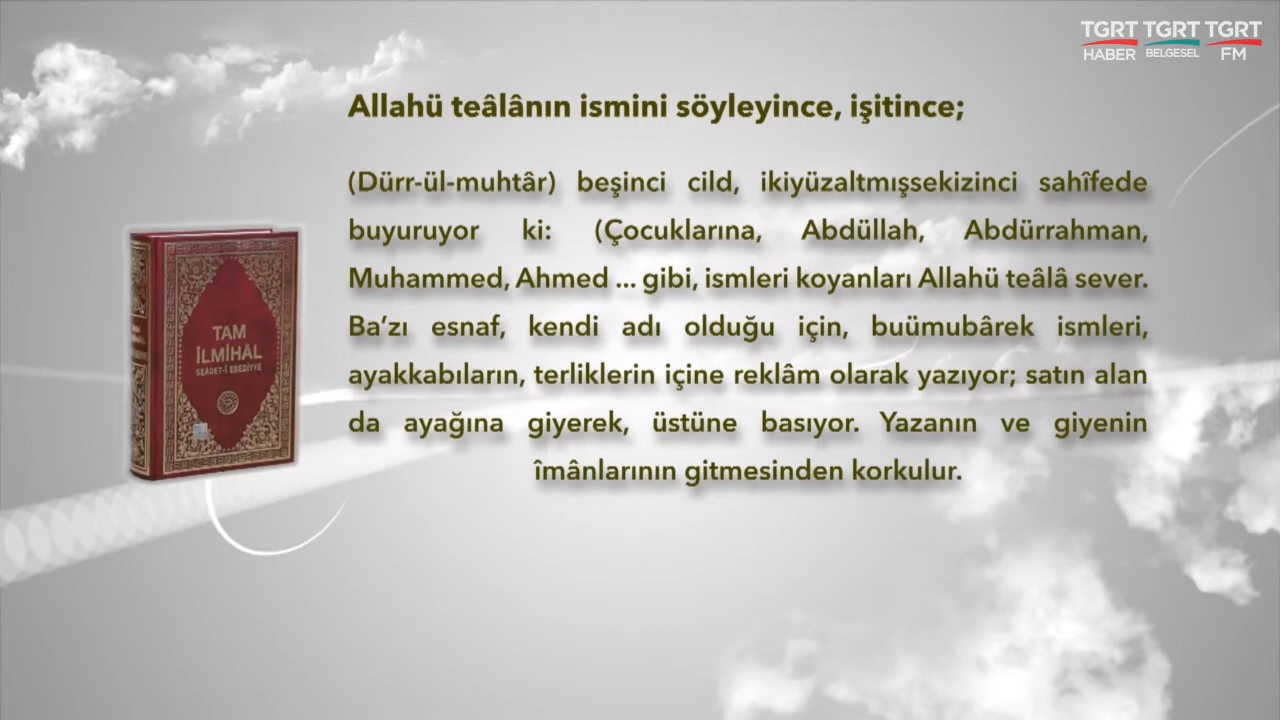 TGRT TGRT TGRT
HABER BELGESEL FM
Allahü teâlânın ismini söyleyince, işitince;
(Dürr-ül-muhtâr) beşinci cild, ikiyüzaltmışsekizinci sahîfede
buyuruyor ki: (Çocuklarına, Abdüllah, Abdürrahman,
Muhammed, Ahmed ... gibi, ismleri koyanları Allahü teâlâ sever.
Ba’zı esnaf, kendi adı olduğu için, buümubârek ismleri,
ayakkabıların, terliklerin içine reklâm olarak yazıyor; satın alan
da ayağına giyerek, üstüne basıyor. Yazanın ve giyenin
îmânlarının gitmesinden korkulur.
TAM
İLMİHAL
SEÂDET-İ EBEDİYYE